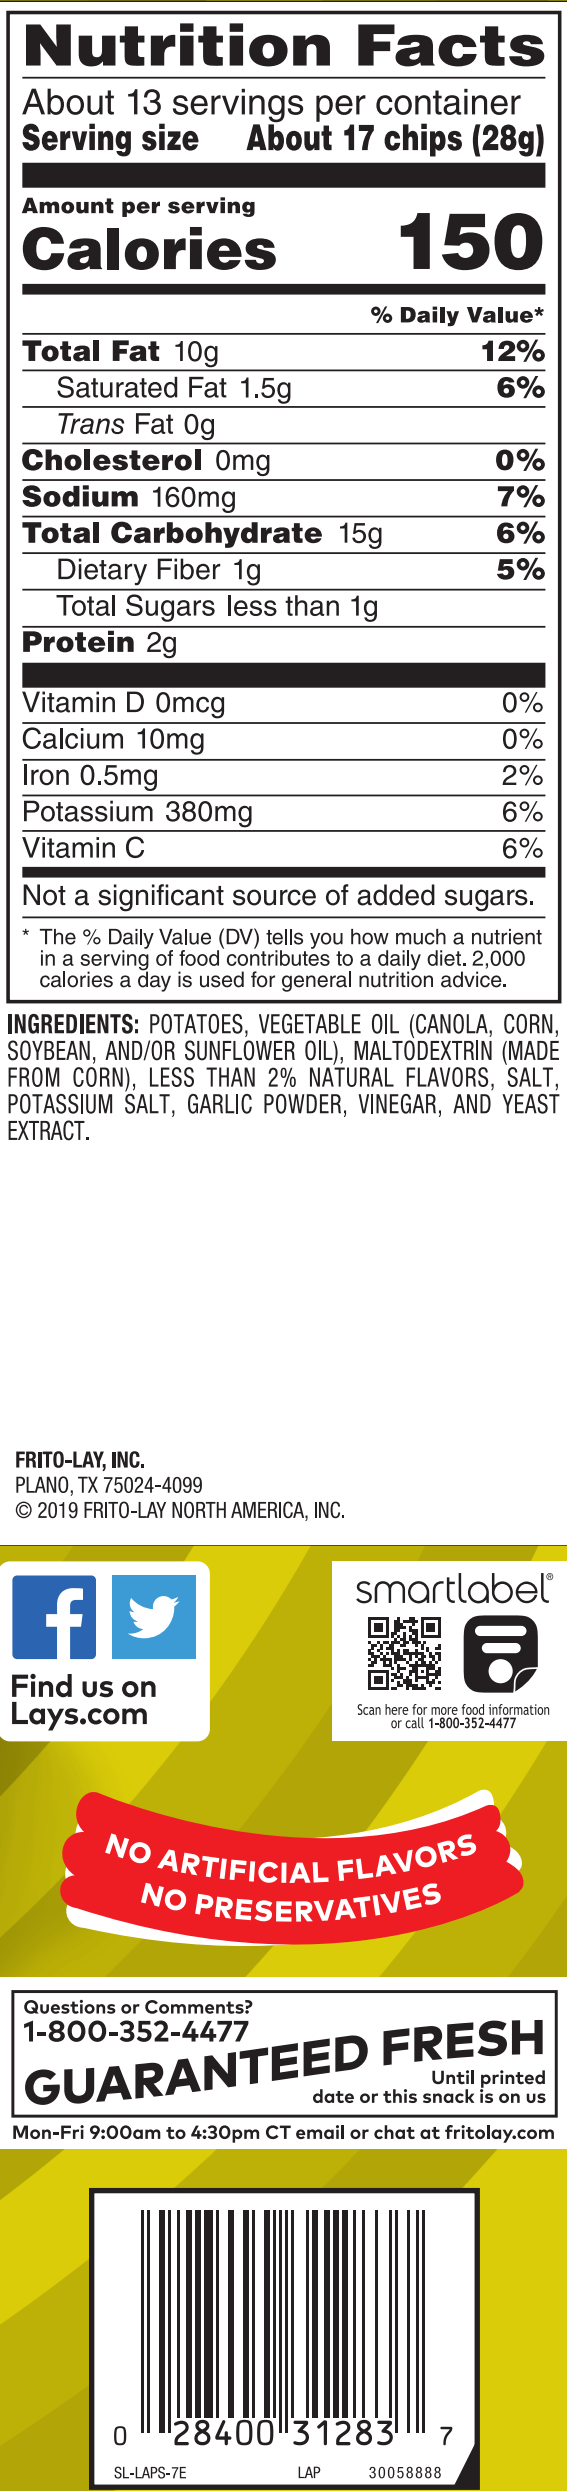 Nutrition Facts
About 13 servings per container
Serving size About 17 chips (28g)
Amount per serving
Calories 150
% Daily Value*
Total Fat 10g 12%
Saturated Fat 1.5g 6%
Trans Fat 0g
Cholesterol 0mg 0%
Sodium 160mg 7%
Total Carbohydrate 15g 6%
Dietary Fiber 1g 5%
Total Sugars less than 1g
Protein 2g
Vitamin D 0mcg 0%
Calcium 10mg 0%
Iron 0.5mg 2%
Potassium 380mg 6%
Vitamin C 6%
Not a significant source of added sugars.
* The % Daily Value (DV) tells you how much a nutrient
in a serving of food contributes to a daily diet. 2,000
calories a day is used for general nutrition advice.
INGREDIENTS: POTATOES, VEGETABLE OIL (CANOLA, CORN,
SOYBEAN, AND/OR SUNFLOWER OIL), MALTODEXTRIN (MADE
FROM CORN), LESS THAN 2% NATURAL FLAVORS, SALT,
POTASSIUM SALT, GARLIC POWDER, VINEGAR, AND YEAST
EXTRACT.
FRITO-LAY, INC.
PLANO, TX 75024-4099
© 2019 FRITO-LAY NORTH AMERICA, INC.
f
Find us on
Lays.com
smartlabel®
Scan here for more food information
or call 1-800-352-4477
NO ARTIFICIAL FLAVORS
NO PRESERVATIVES
Questions or Comments?
1-800-352-4477
GUARANTEED FRESH
Until printed
date or this snack is on us
Mon-Fri 9:00am to 4:30pm CT email or chat at fritolay.com
0 28400 31283 7
SL-LAPS-7E LAP 30058888